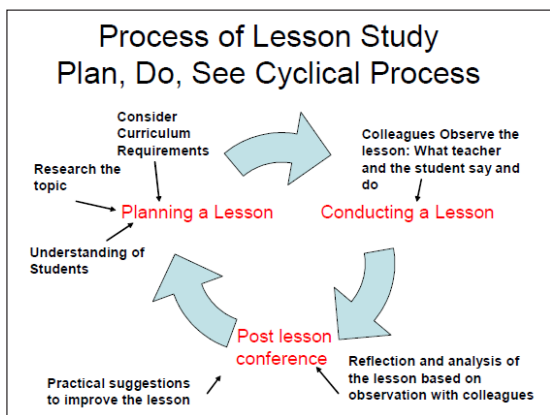 Process of Lesson Study
Plan, Do, See Cyclical Process
Consider
Curriculum
Requirements
Colleagues Observe the
lesson: What teacher
and the student say and
do
Research the
topic
Planning a Lesson
Conducting a Lesson
Understanding of
Students
Post lesson
conference
Practical suggestions
to improve the lesson
Reflection and analysis of
the lesson based on
observation with colleagues